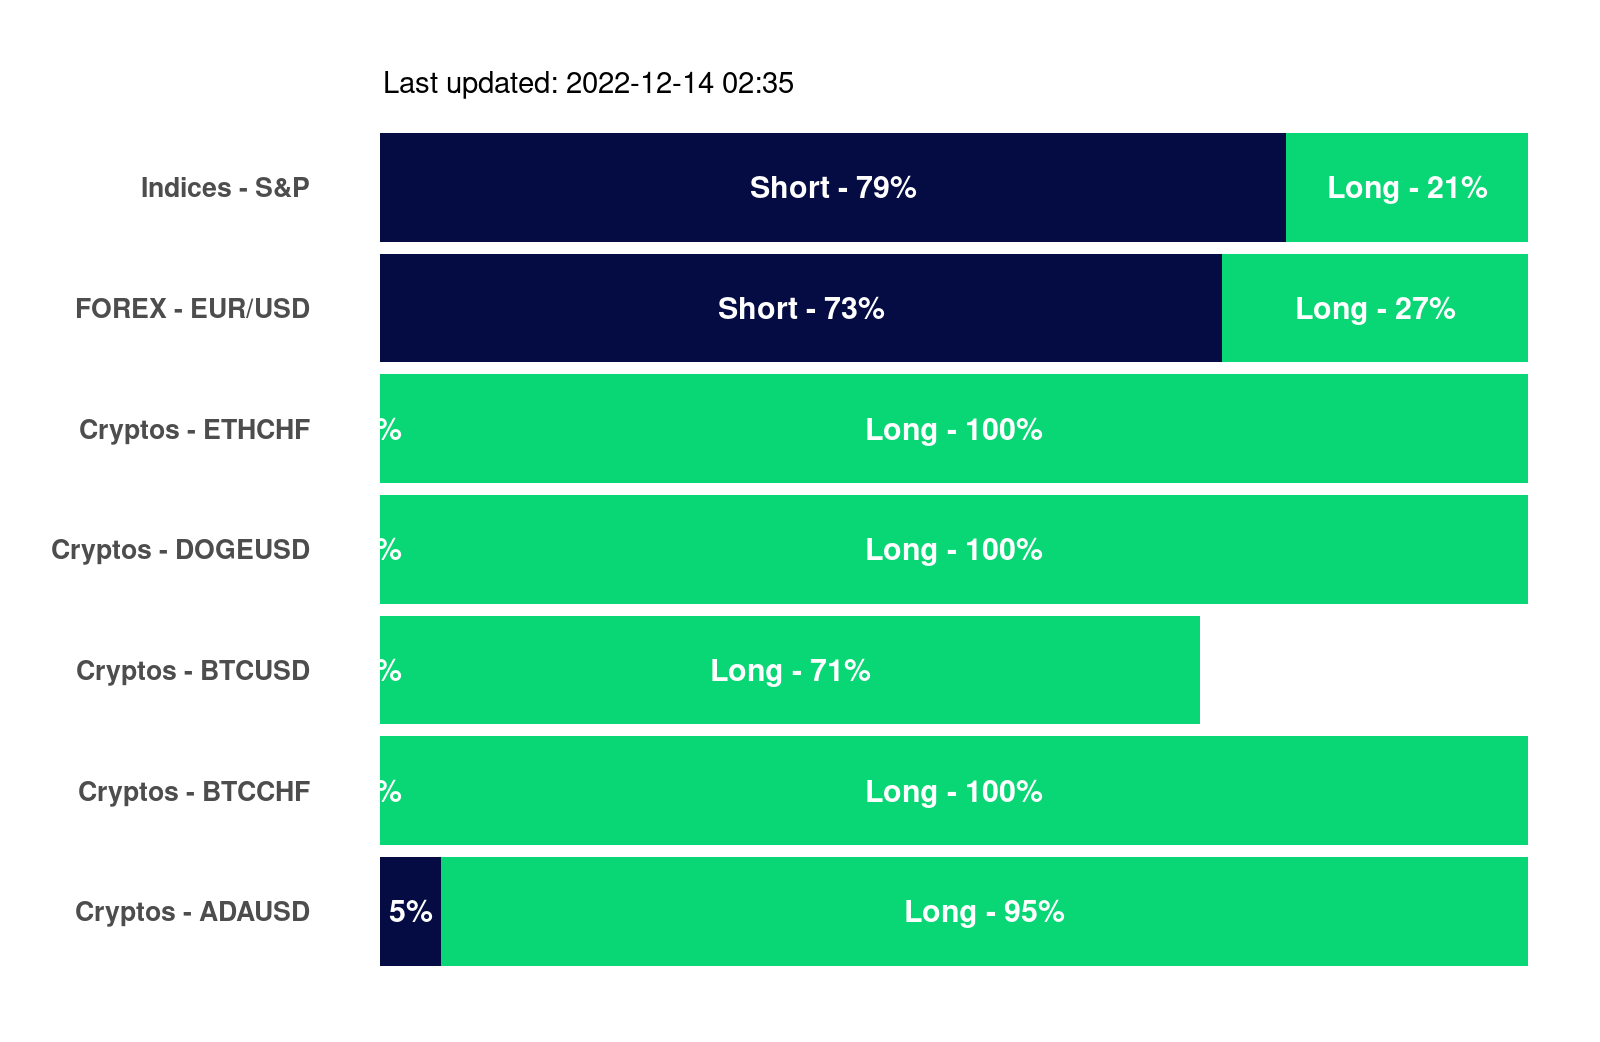 Last updated: 2022-12-14 02:35
Indices - S&P Short - 79% Long - 21%
FOREX - EUR/USD Short - 73% Long - 27%
Cryptos - ETHCHF % Long - 100%
Cryptos - DOGEUSD % Long - 100%
Cryptos - BTCUSD % Long - 71%
Cryptos - BTCCHF % Long - 100%
Cryptos - ADAUSD 5% Long - 95%